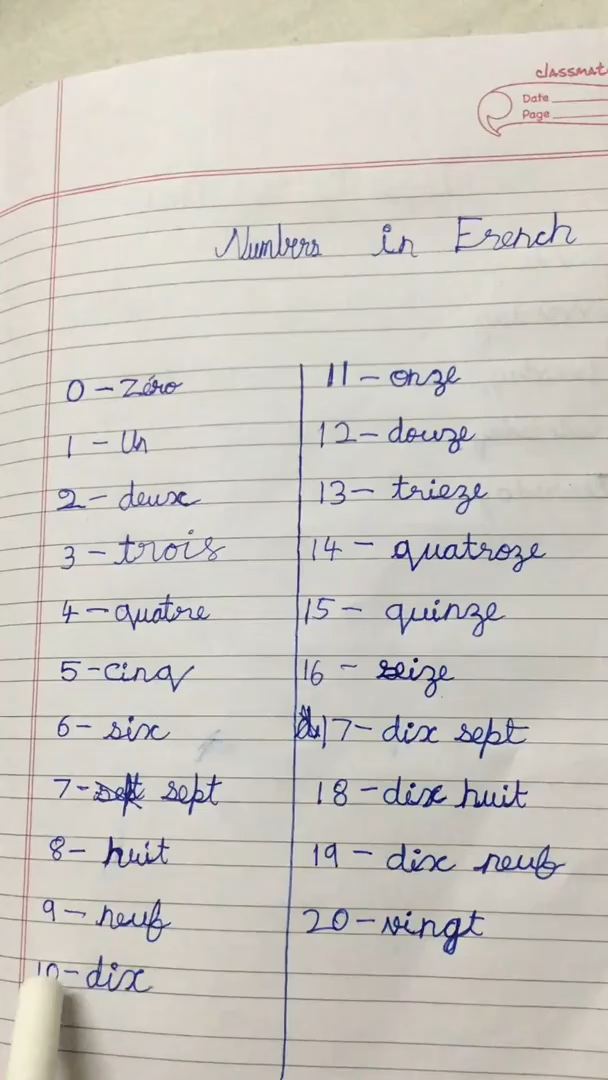 classmat
Date
Page
Numbers in French
0 - Zéro
1 - Un
2 - deux
3 - trois
4 - quatre
5 - cinq
6 - six
7 - sept
8 - huit
9 - neuf
10 - dix
11 - onze
12 - douze
13 - trieze
14 - quatroze
15 - quinze
16 - seize
17 - dix sept
18 - dix huit
19 - dix neuf
20 - vingt